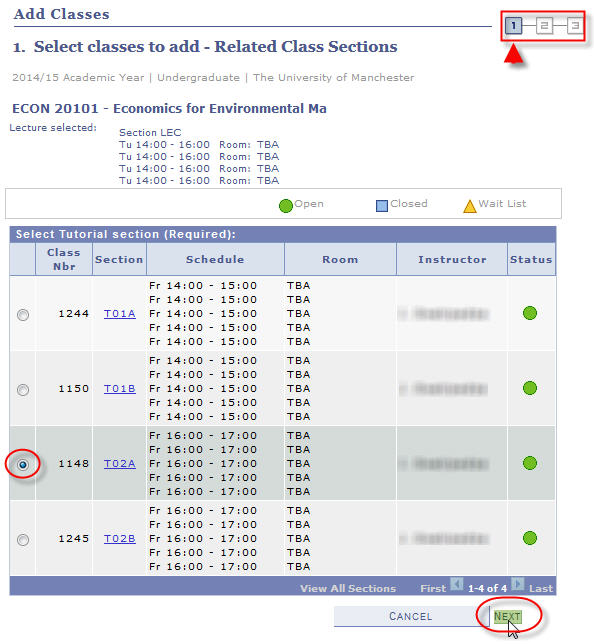 Add Classes
1 2 3
1. Select classes to add - Related Class Sections
2014/15 Academic Year | Undergraduate | The University of Manchester
ECON 20101 - Economics for Environmental Ma
Lecture selected: Section LEC
Tu 14:00 - 16:00 Room: TBA
Tu 14:00 - 16:00 Room: TBA
Tu 14:00 - 16:00 Room: TBA
Tu 14:00 - 16:00 Room: TBA
Open Closed Wait List
Select Tutorial section (Required):
Class Nbr Section Schedule Room Instructor Status
Fr 14:00 - 15:00 TBA
Fr 14:00 - 15:00 TBA
1244 T01A Fr 14:00 - 15:00 TBA
Fr 14:00 - 15:00 TBA
Fr 14:00 - 15:00 TBA
Fr 14:00 - 15:00 TBA
Fr 14:00 - 15:00 TBA
1150 T01B Fr 14:00 - 15:00 TBA
Fr 14:00 - 15:00 TBA
Fr 14:00 - 15:00 TBA
Fr 16:00 - 17:00 TBA
Fr 16:00 - 17:00 TBA
1148 T02A Fr 16:00 - 17:00 TBA
Fr 16:00 - 17:00 TBA
Fr 16:00 - 17:00 TBA
Fr 16:00 - 17:00 TBA
Fr 16:00 - 17:00 TBA
1245 T02B Fr 16:00 - 17:00 TBA
Fr 16:00 - 17:00 TBA
Fr 16:00 - 17:00 TBA
View All Sections First 1-4 of 4 Last
CANCEL NEXT